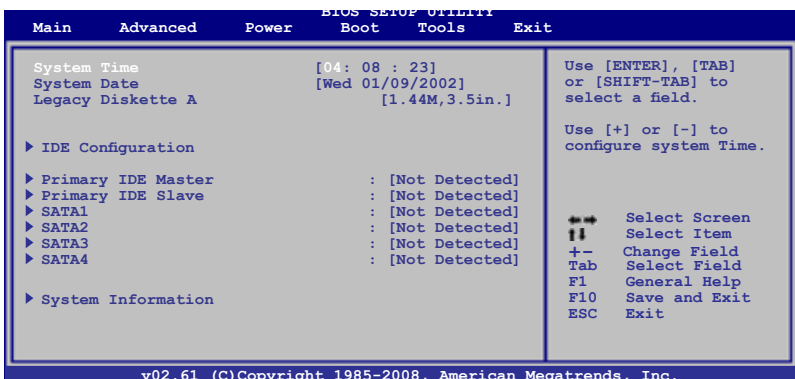 BIOS SETUP UTILITY
Main Advanced Power Boot Tools Exit
System Time [04: 08 : 23]
System Date [Wed 01/09/2002]
Legacy Diskette A [1.44M,3.5in.]
IDE Configuration
Primary IDE Master : [Not Detected]
Primary IDE Slave : [Not Detected]
SATA1 : [Not Detected]
SATA2 : [Not Detected]
SATA3 : [Not Detected]
SATA4 : [Not Detected]
System Information
Use [ENTER], [TAB]
or [SHIFT-TAB] to
select a field.
Use [+] or [-] to
configure system Time.
Select Screen
Select Item
+- Change Field
Tab Select Field
F1 General Help
F10 Save and Exit
ESC Exit
v02.61 (C)Copyright 1985-2008, American Megatrends, Inc.